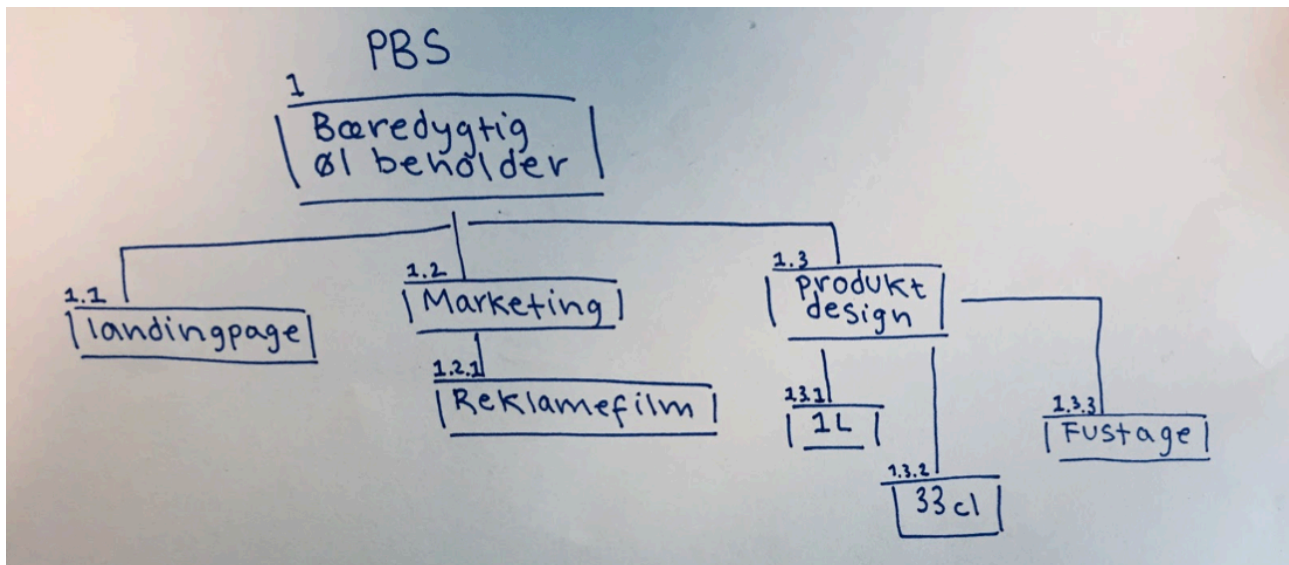 PBS
1
Bæredygtig
øl beholder
1.1
landingpage
1.2
Marketing
1.2.1
Reklamefilm
1.3
produkt
design
1.3.1
1L
1.3.2
33cl
1.3.3
Fustage